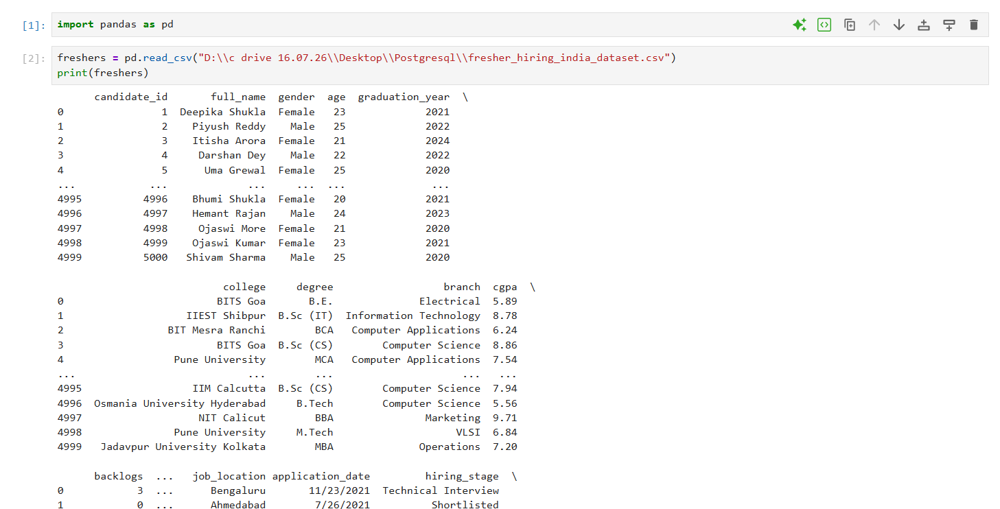 [1]: import pandas as pd
[2]: freshers = pd.read_csv("D:\\c drive 16.07.26\\Desktop\\Postgresql\\fresher_hiring_india_dataset.csv")
print(freshers)
candidate_id full_name gender age graduation_year \
0 1 Deepika Shukla Female 23 2021
1 2 Piyush Reddy Male 25 2022
2 3 Itisha Arora Female 21 2024
3 4 Darshan Dey Male 22 2022
4 5 Uma Grewal Female 25 2020
... ... ... ... ... ...
4995 4996 Bhumi Shukla Female 20 2021
4996 4997 Hemant Rajan Male 24 2023
4997 4998 Ojaswi More Female 21 2020
4998 4999 Ojaswi Kumar Female 23 2021
4999 5000 Shivam Sharma Male 25 2020
college degree branch cgpa \
0 BITS Goa B.E. Electrical 5.89
1 IIEST Shibpur B.Sc (IT) Information Technology 8.78
2 BIT Mesra Ranchi BCA Computer Applications 6.24
3 BITS Goa B.Sc (CS) Computer Science 8.86
4 Pune University MCA Computer Applications 7.54
... ... ... ... ...
4995 IIM Calcutta B.Sc (CS) Computer Science 7.94
4996 Osmania University Hyderabad B.Tech Computer Science 5.56
4997 NIT Calicut BBA Marketing 9.71
4998 Pune University M.Tech VLSI 6.84
4999 Jadavpur University Kolkata MBA Operations 7.20
backlogs ... job_location application_date hiring_stage \
0 3 ... Bengaluru 11/23/2021 Technical Interview
1 0 ... Ahmedabad 7/26/2021 Shortlisted